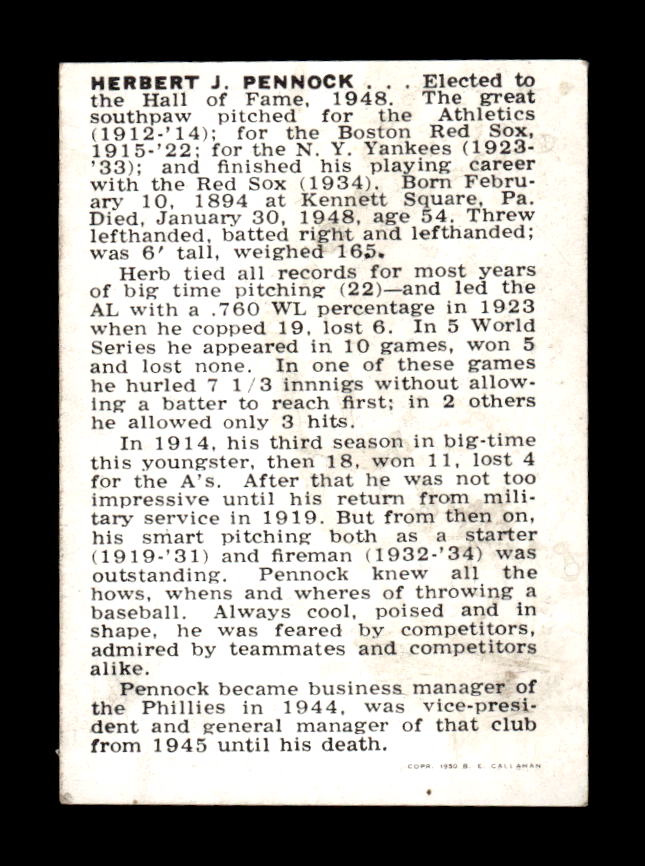 HERBERT J. PENNOCK . . . Elected to
the Hall of Fame, 1948. The great
southpaw pitched for the Athletics
(1912-'14); for the Boston Red Sox,
1915-'22; for the N. Y. Yankees (1923-
'33); and finished his playing career
with the Red Sox (1934). Born Febru-
ary 10, 1894 at Kennett Square, Pa.
Died, January 30, 1948, age 54. Threw
lefthanded, batted right and lefthanded;
was 6' tall, weighed 165.
Herb tied all records for most years
of big time pitching (22)—and led the
AL with a .760 WL percentage in 1923
when he copped 19, lost 6. In 5 World
Series he appeared in 10 games, won 5
and lost none. In one of these games
he hurled 7 1/3 innnigs without allow-
ing a batter to reach first; in 2 others
he allowed only 3 hits.
In 1914, his third season in big-time
this youngster, then 18, won 11, lost 4
for the A's. After that he was not too
impressive until his return from mili-
tary service in 1919. But from then on,
his smart pitching both as a starter
(1919-'31) and fireman (1932-'34) was
outstanding. Pennock knew all the
hows, whens and wheres of throwing a
baseball. Always cool, poised and in
shape, he was feared by competitors,
admired by teammates and competitors
alike.
Pennock became business manager of
the Phillies in 1944, was vice-presi-
dent and general manager of that club
from 1945 until his death.
COPR. 1950 B. E. CALLAHAN